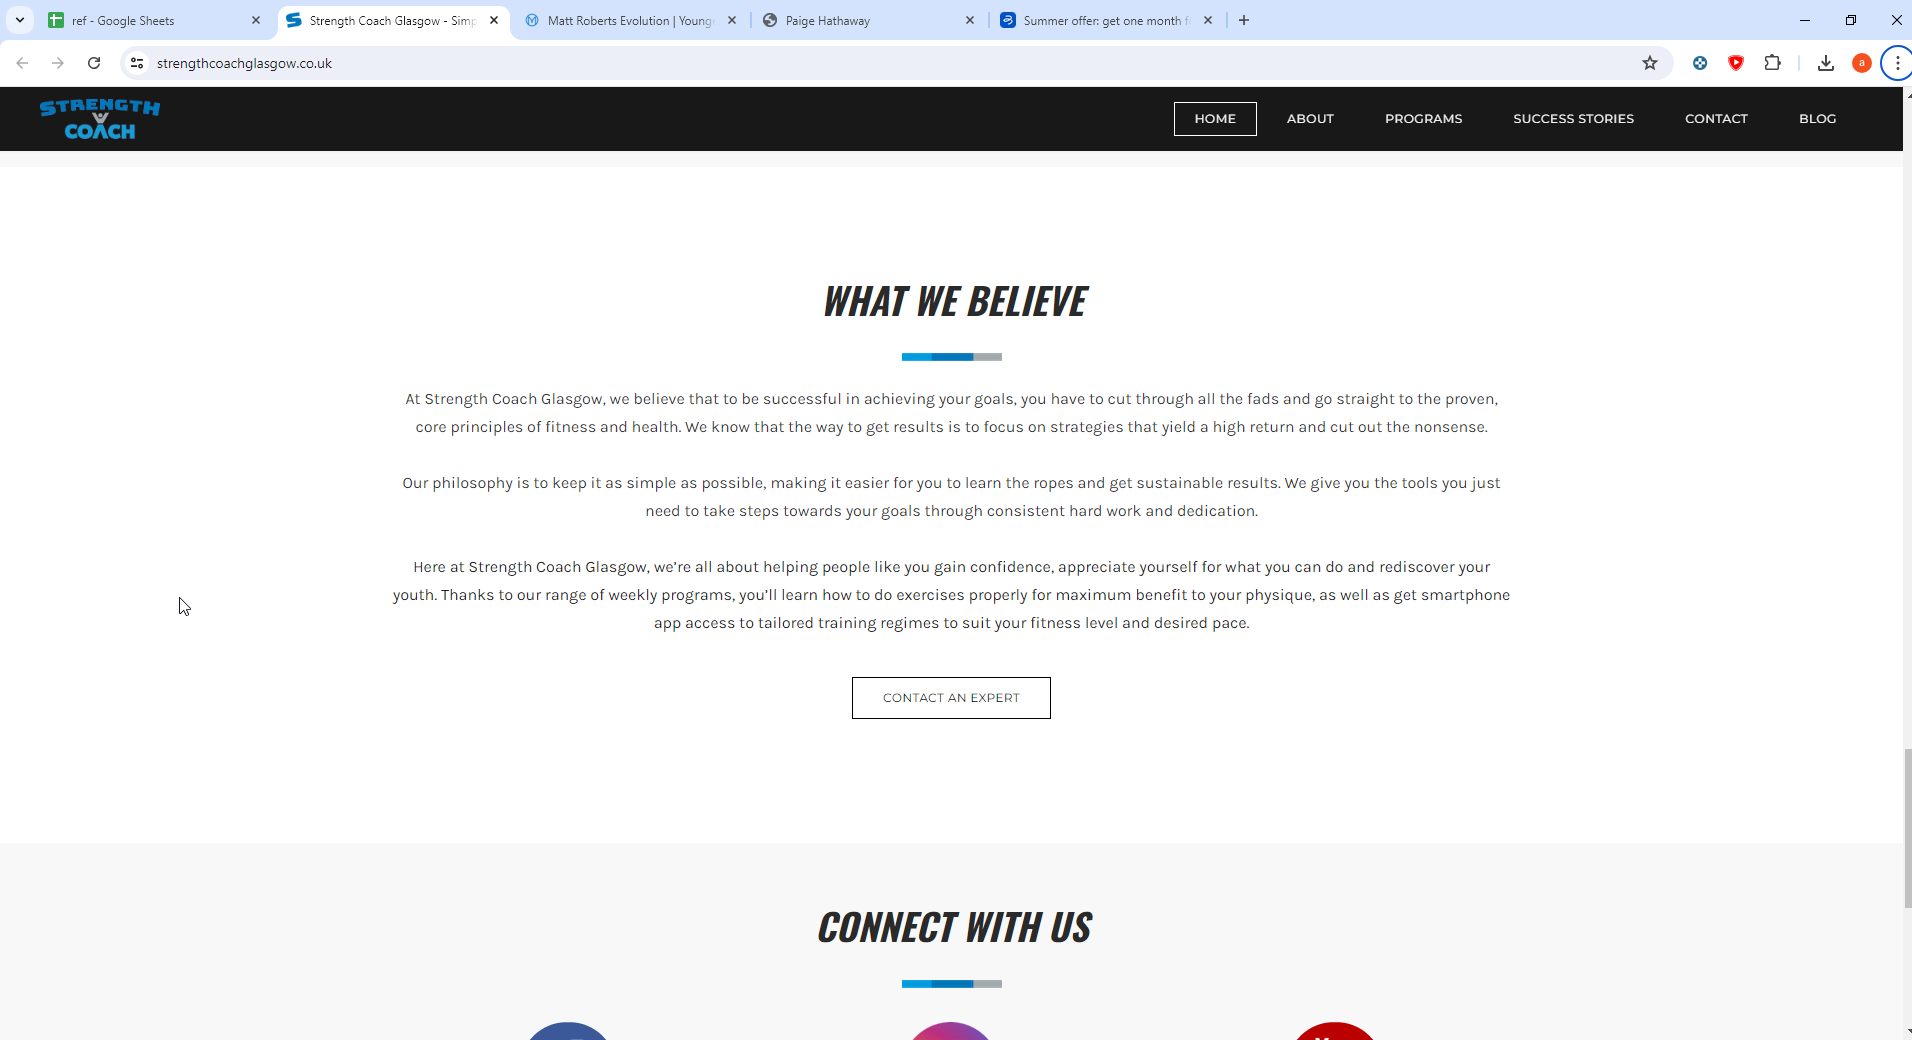 ref - Google Sheets
Strength Coach Glasgow - Simp
Matt Roberts Evolution | Young
Paige Hathaway
Summer offer: get one month f
strengthcoachglasgow.co.uk
a
STRENGTH
COACH
HOME
ABOUT
PROGRAMS
SUCCESS STORIES
CONTACT
BLOG
WHAT WE BELIEVE
At Strength Coach Glasgow, we believe that to be successful in achieving your goals, you have to cut through all the fads and go straight to the proven,
core principles of fitness and health. We know that the way to get results is to focus on strategies that yield a high return and cut out the nonsense.
Our philosophy is to keep it as simple as possible, making it easier for you to learn the ropes and get sustainable results. We give you the tools you just
need to take steps towards your goals through consistent hard work and dedication.
Here at Strength Coach Glasgow, we’re all about helping people like you gain confidence, appreciate yourself for what you can do and rediscover your
youth. Thanks to our range of weekly programs, you’ll learn how to do exercises properly for maximum benefit to your physique, as well as get smartphone
app access to tailored training regimes to suit your fitness level and desired pace.
CONTACT AN EXPERT
CONNECT WITH US